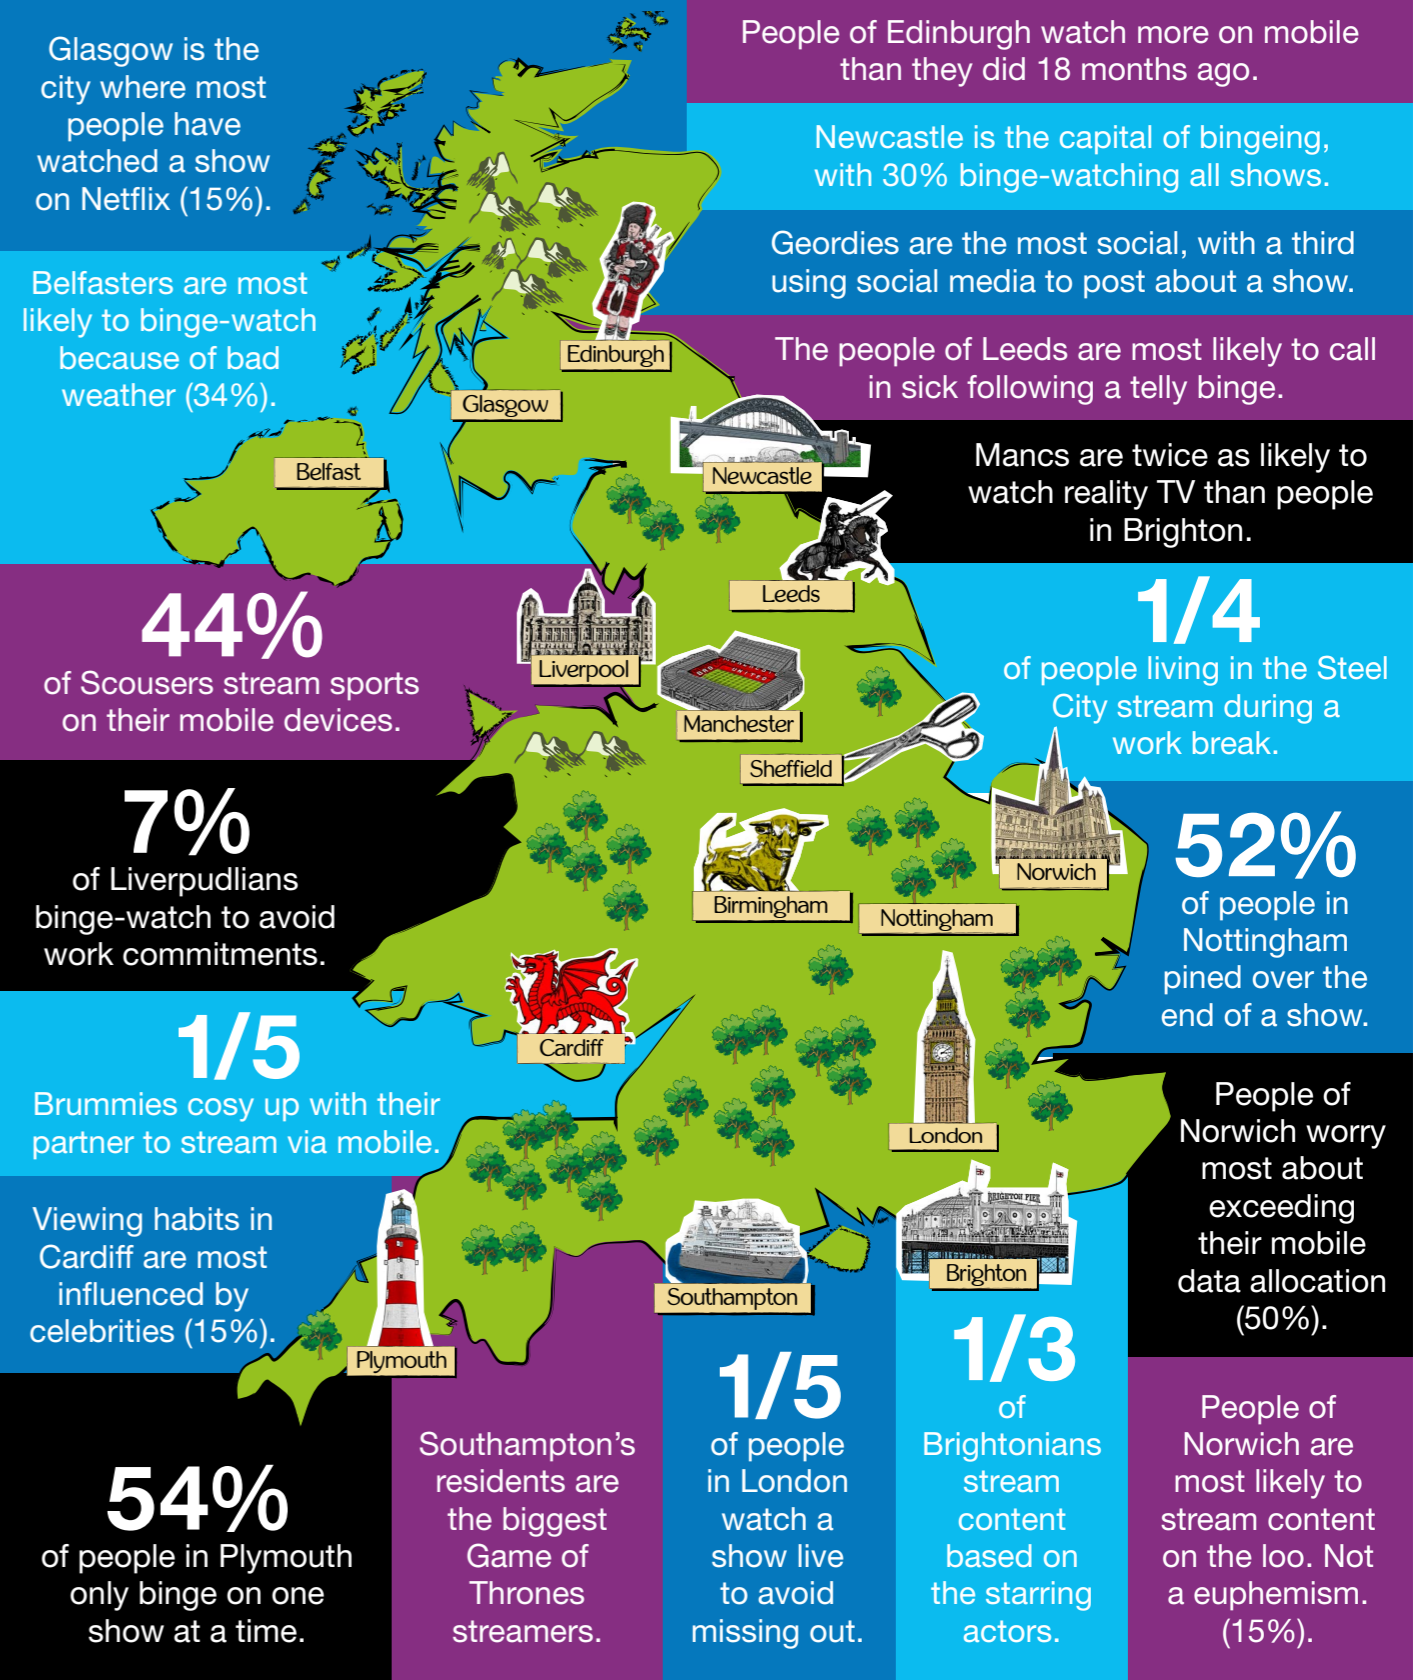 Glasgow is the
city where most
people have
watched a show
on Netflix (15%).
People of Edinburgh watch more on mobile
than they did 18 months ago.
Newcastle is the capital of bingeing,
with 30% binge-watching all shows.
Geordies are the most social, with a third
using social media to post about a show.
Belfasters are most
likely to binge-watch
because of bad
weather (34%).
The people of Leeds are most likely to call
in sick following a telly binge.
Mancs are twice as likely to
watch reality TV than people
in Brighton.
Edinburgh
Glasgow
Belfast
Newcastle
Leeds
Liverpool
UNITED
Manchester
Sheffield
Norwich
Birmingham
Nottingham
Cardiff
London
BRIGHTON PIER
Brighton
Southampton
Plymouth
44%
of Scousers stream sports
on their mobile devices.
1/4
of people living in the Steel
City stream during a
work break.
7%
of Liverpudlians
binge-watch to avoid
work commitments.
52%
of people in
Nottingham
pined over the
end of a show.
1/5
Brummies cosy up with their
partner to stream via mobile.
People of
Norwich worry
most about
exceeding
their mobile
data allocation
(50%).
Viewing habits in
Cardiff are most
influenced by
celebrities (15%).
54%
of people in Plymouth
only binge on one
show at a time.
Southampton's
residents are
the biggest
Game of
Thrones
streamers.
1/5
of people
in London
watch a
show live
to avoid
missing out.
1/3
of
Brightonians
stream
content
based on
the starring
actors.
People of
Norwich are
most likely to
stream content
on the loo. Not
a euphemism.
(15%).